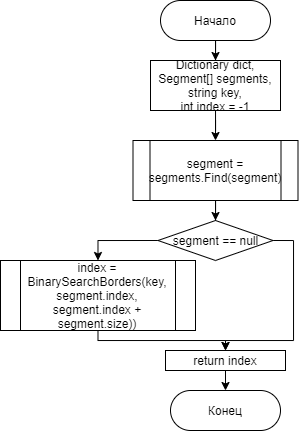 Начало
Dictionary dict,
Segment[] segments,
string key,
int index = -1
segment =
segments.Find(segment)
segment == null
index =
BinarySearchBorders(key,
segment.index,
segment.index +
segment.size))
return index
Конец